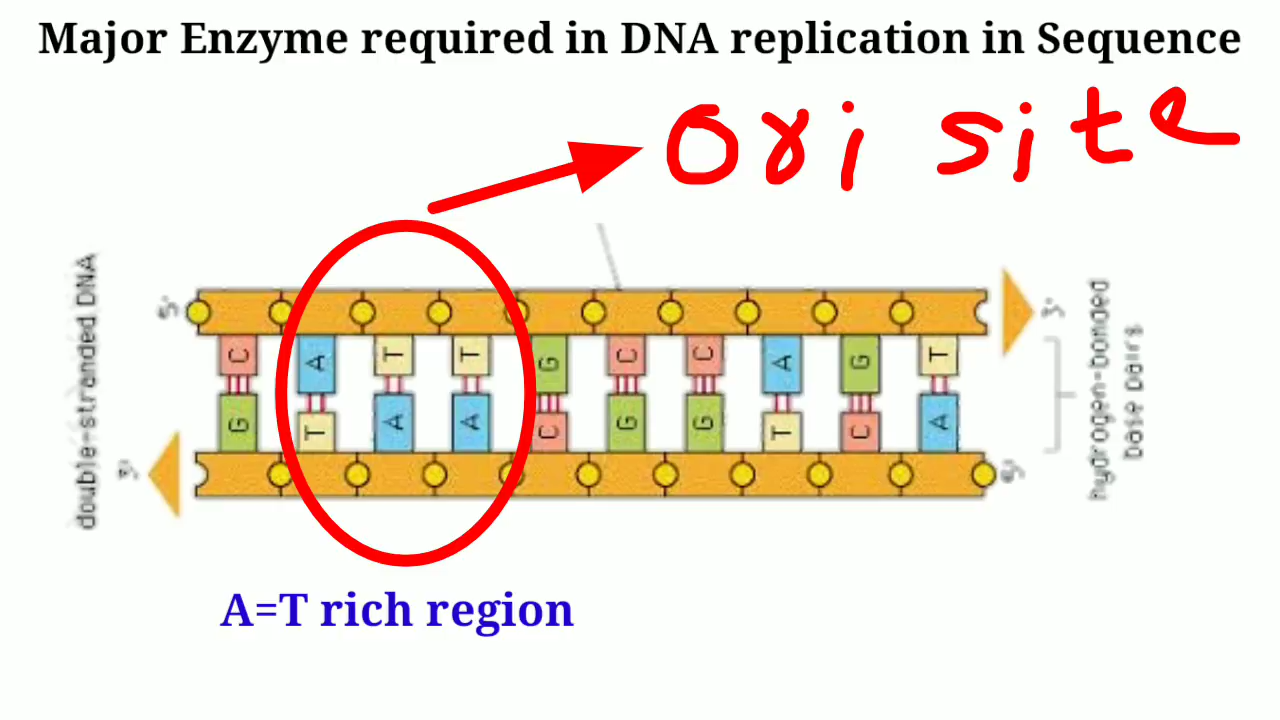 Major Enzyme required in DNA replication in Sequence
Ori site
double-stranded DNA
5'
3'
C A T T G C C A G T
G T A A C G G T C A
3'
5'
hydrogen-bonded
base pairs
A=T rich region